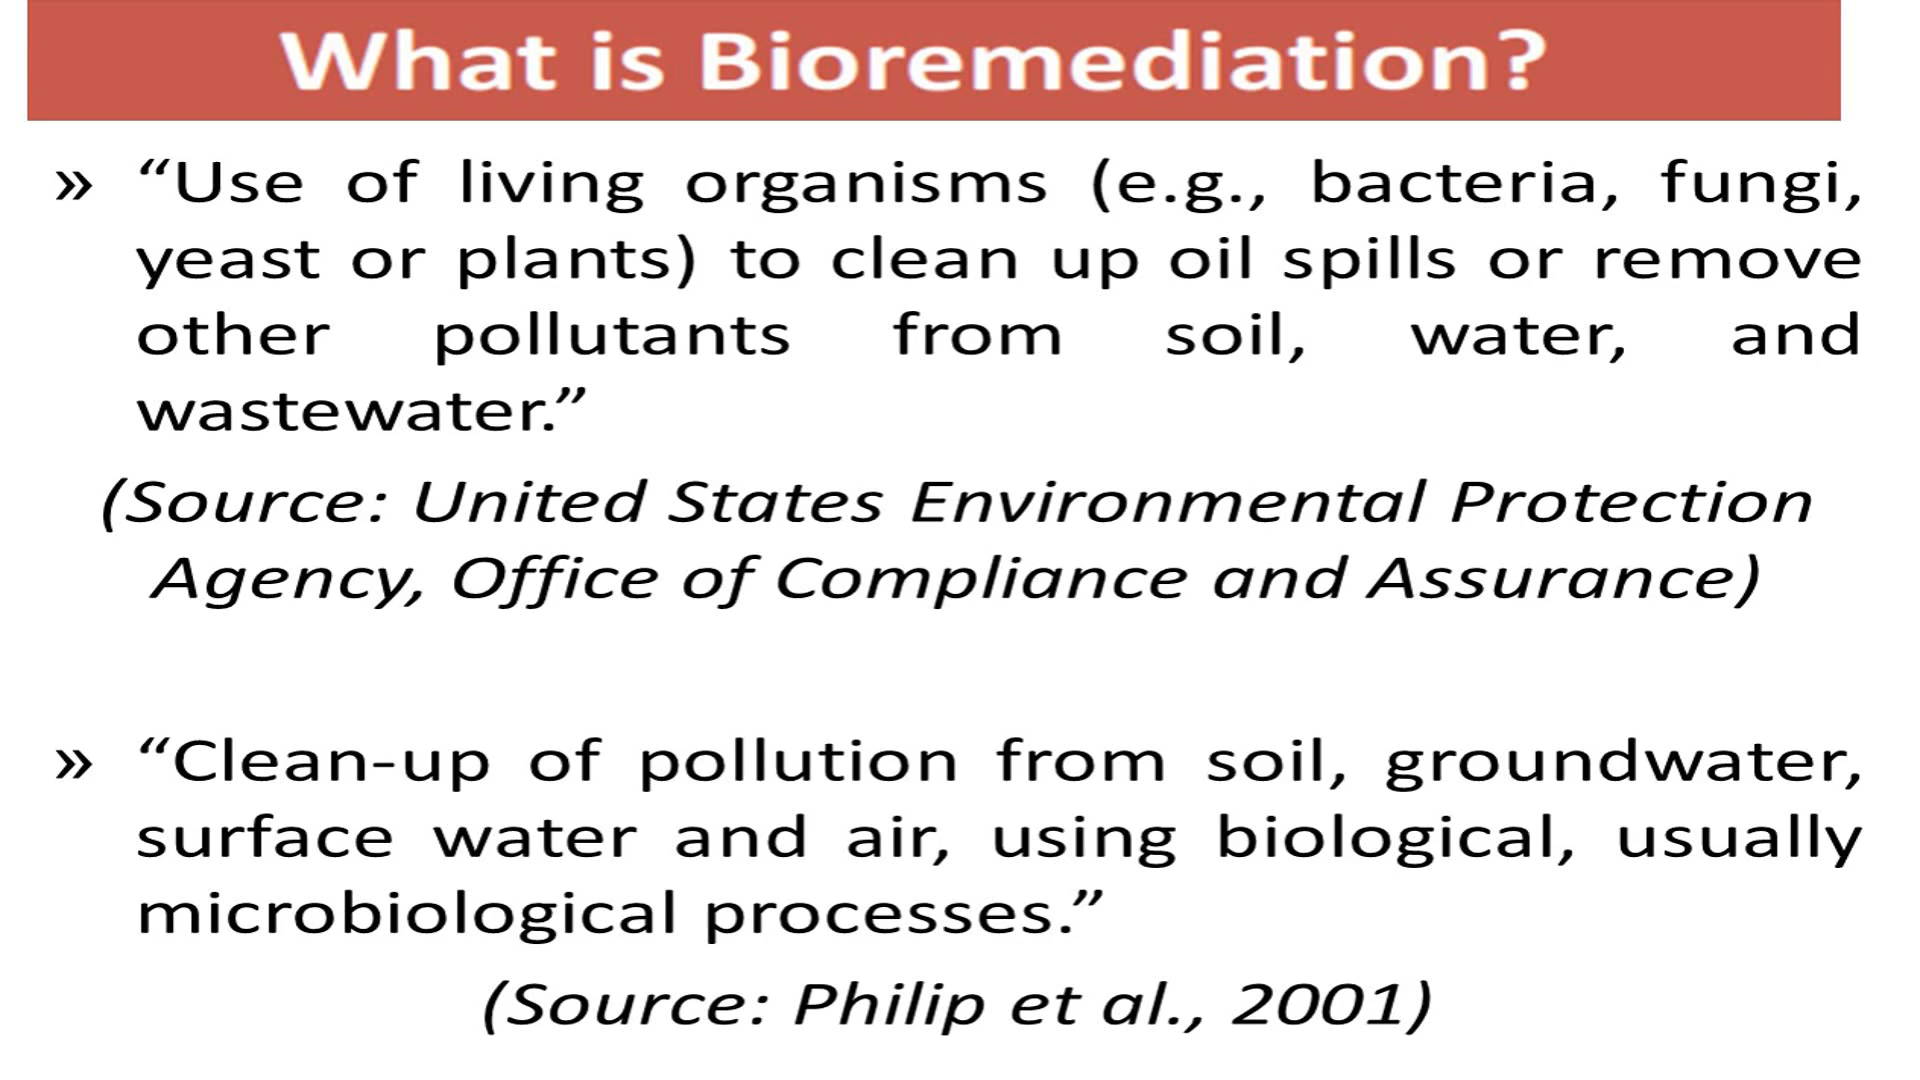 What is Bioremediation?
» “Use of living organisms (e.g., bacteria, fungi,
yeast or plants) to clean up oil spills or remove
other pollutants from soil, water, and
wastewater.”
(Source: United States Environmental Protection
Agency, Office of Compliance and Assurance)
» “Clean-up of pollution from soil, groundwater,
surface water and air, using biological, usually
microbiological processes.”
(Source: Philip et al., 2001)